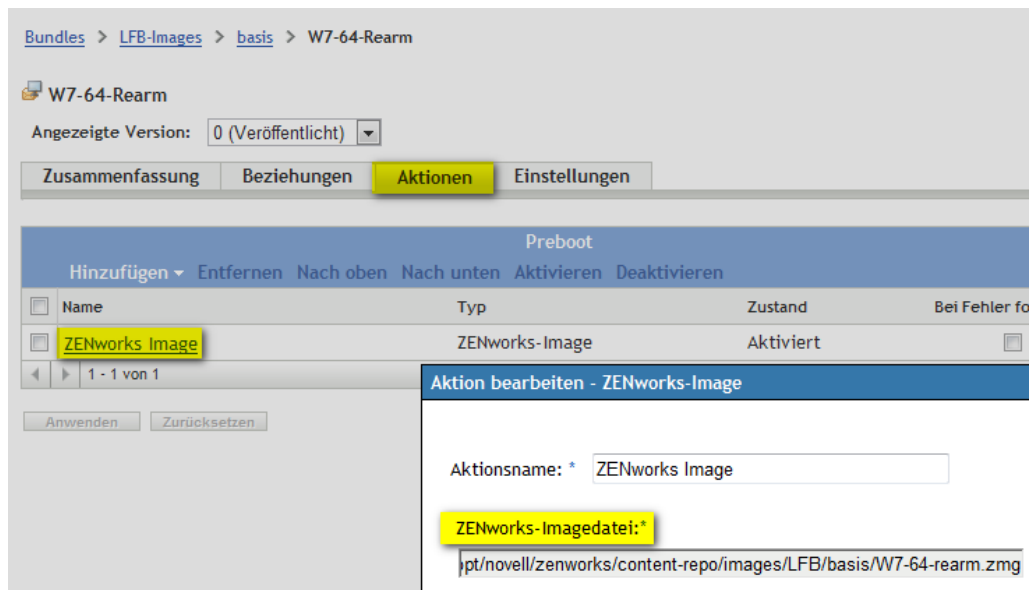 Bundles > LFB-Images > basis > W7-64-Rearm
W7-64-Rearm
Angezeigte Version: 0 (Veröffentlicht)
Zusammenfassung Beziehungen Aktionen Einstellungen
Preboot
Hinzufügen Entfernen Nach oben Nach unten Aktivieren Deaktivieren
Name Typ Zustand Bei Fehler fo
ZENworks Image ZENworks-Image Aktiviert
1 - 1 von 1
Aktion bearbeiten - ZENworks-Image
Anwenden Zurücksetzen
Aktionsname: * ZENworks Image
ZENworks-Imagedatei:*
pt/novell/zenworks/content-repo/images/LFB/basis/W7-64-rearm.zmg